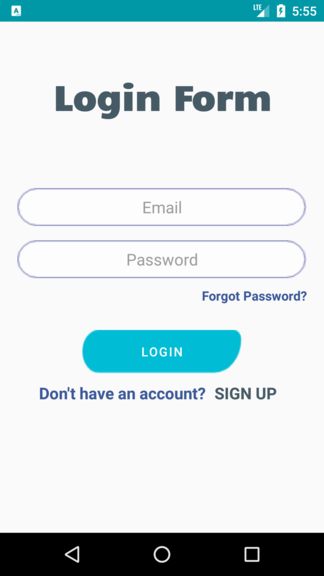 LTE 5:55
Login Form
Email
Password
Forgot Password?
LOGIN
Don't have an account? SIGN UP